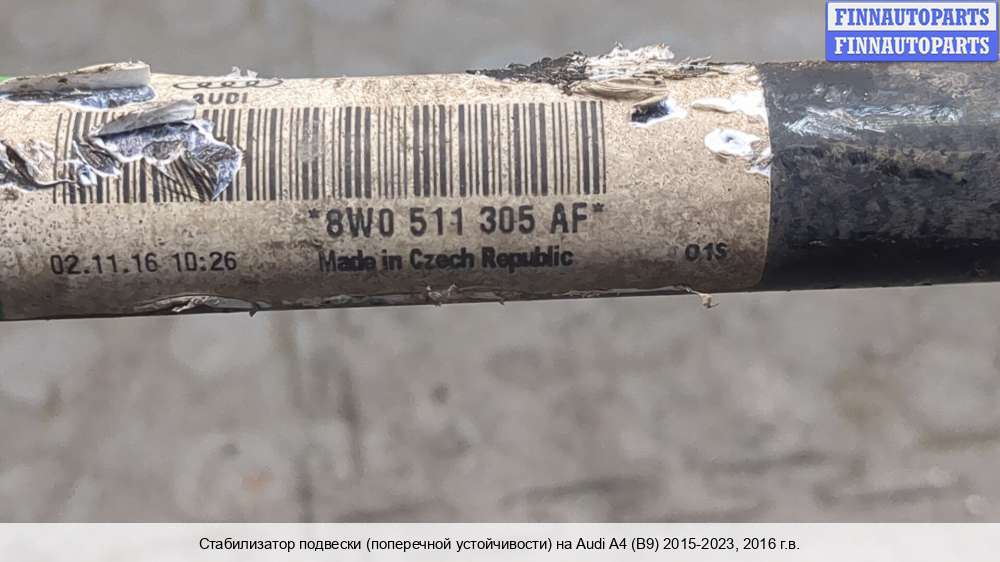 FINNAUTOPARTS
FINNAUTOPARTS
AUDI
*8W0 511 305 AF*
02.11.16 10:26
Made in Czech Republic
01S
Стабилизатор подвески (поперечной устойчивости) на Audi A4 (B9) 2015-2023, 2016 г.в.